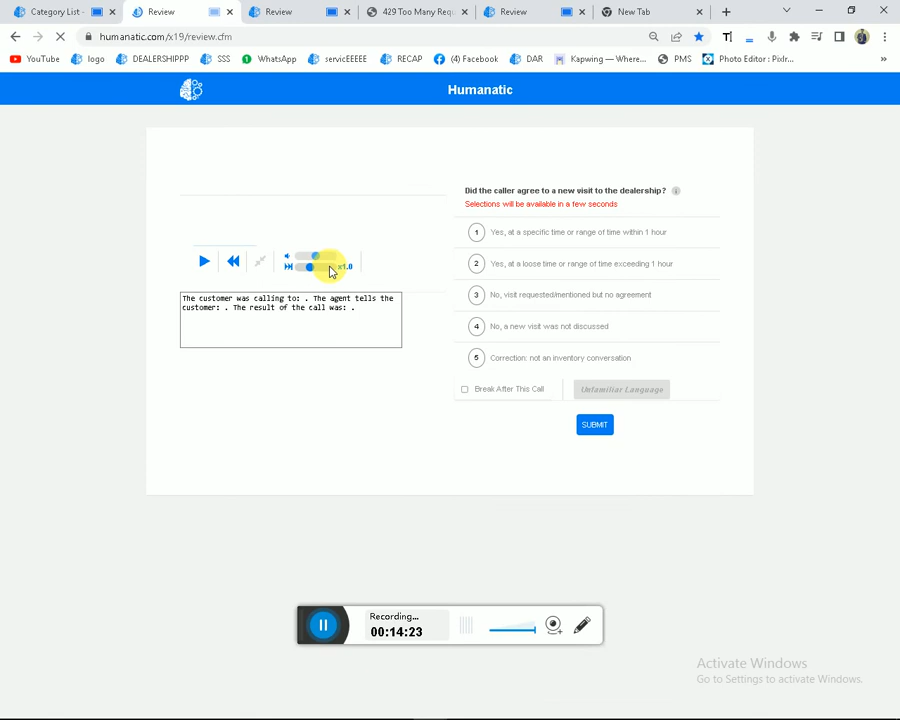 Category List -
Review
Review
429 Too Many Requ
Review
New Tab
humanatic.com/x19/review.cfm
YouTube
logo
DEALERSHIPPP
SSS
WhatsApp
servicEEEEE
RECAP
(4) Facebook
DAR
Kapwing — Where...
PMS
Photo Editor : Pixlr...
Humanatic
Did the caller agree to a new visit to the dealership?
Selections will be available in a few seconds
1 Yes, at a specific time or range of time within 1 hour
2 Yes, at a loose time or range of time exceeding 1 hour
3 No, visit requested/mentioned but no agreement
4 No, a new visit was not discussed
5 Correction: not an inventory conversation
Break After This Call
Unfamiliar Language
SUBMIT
x1.0
The customer was calling to: . The agent tells the
customer: . The result of the call was: .
Recording...
00:14:23
Activate Windows
Go to Settings to activate Windows.